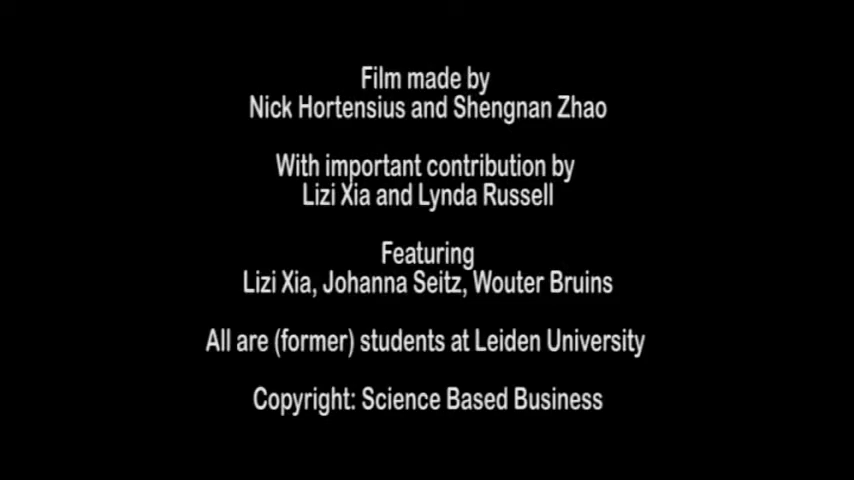 Film made by
Nick Hortensius and Shengnan Zhao
With important contribution by
Lizi Xia and Lynda Russell
Featuring
Lizi Xia, Johanna Seitz, Wouter Bruins
All are (former) students at Leiden University
Copyright: Science Based Business